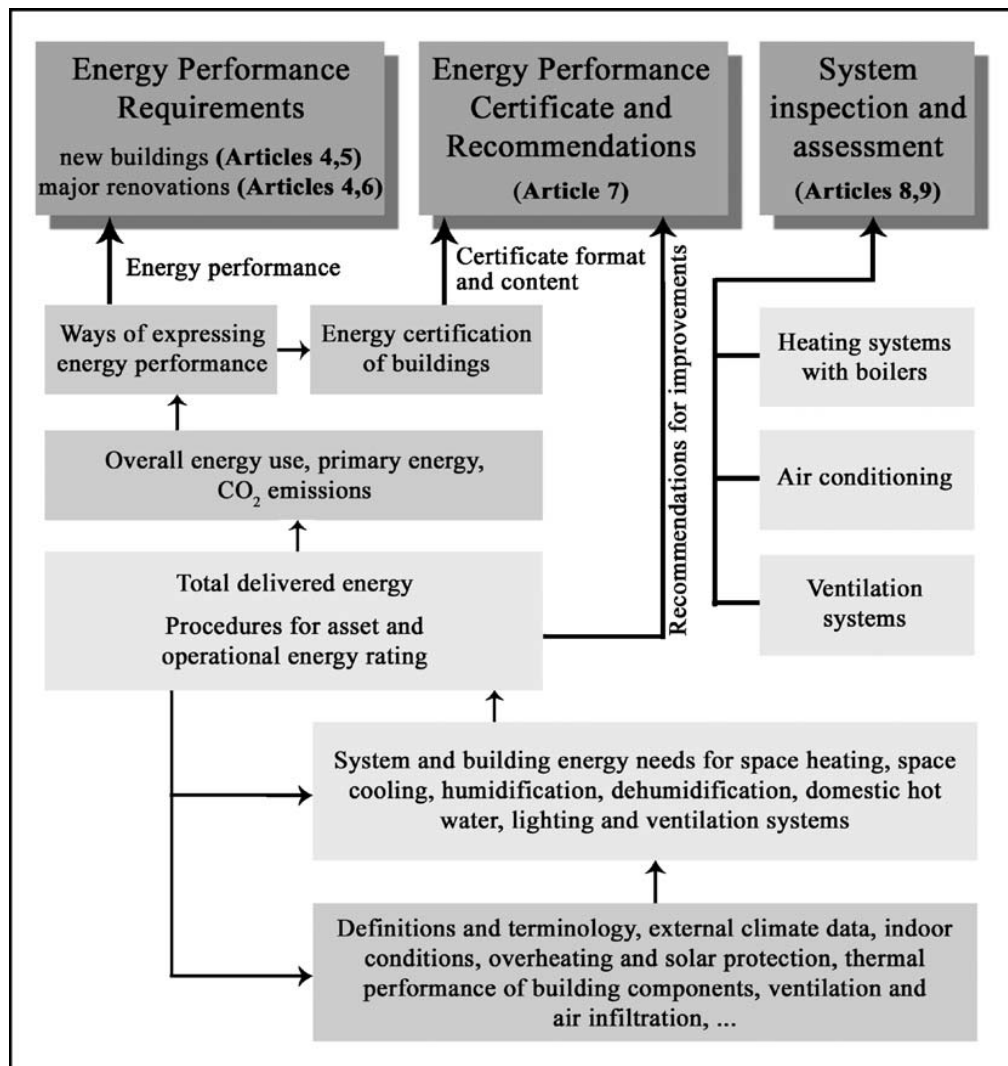 Energy Performance
Requirements
new buildings (Articles 4,5)
major renovations (Articles 4,6)
Energy Performance
Certificate and
Recommendations
(Article 7)
System
inspection and
assessment
(Articles 8,9)
Energy performance
Certificate format
and content
Ways of expressing
energy performance
Energy certification
of buildings
Recommendations for improvements
Heating systems
with boilers
Overall energy use, primary energy,
CO₂ emissions
Air conditioning
Total delivered energy
Procedures for asset and
operational energy rating
Ventilation
systems
System and building energy needs for space heating, space
cooling, humidification, dehumidification, domestic hot
water, lighting and ventilation systems
Definitions and terminology, external climate data, indoor
conditions, overheating and solar protection, thermal
performance of building components, ventilation and
air infiltration, ...